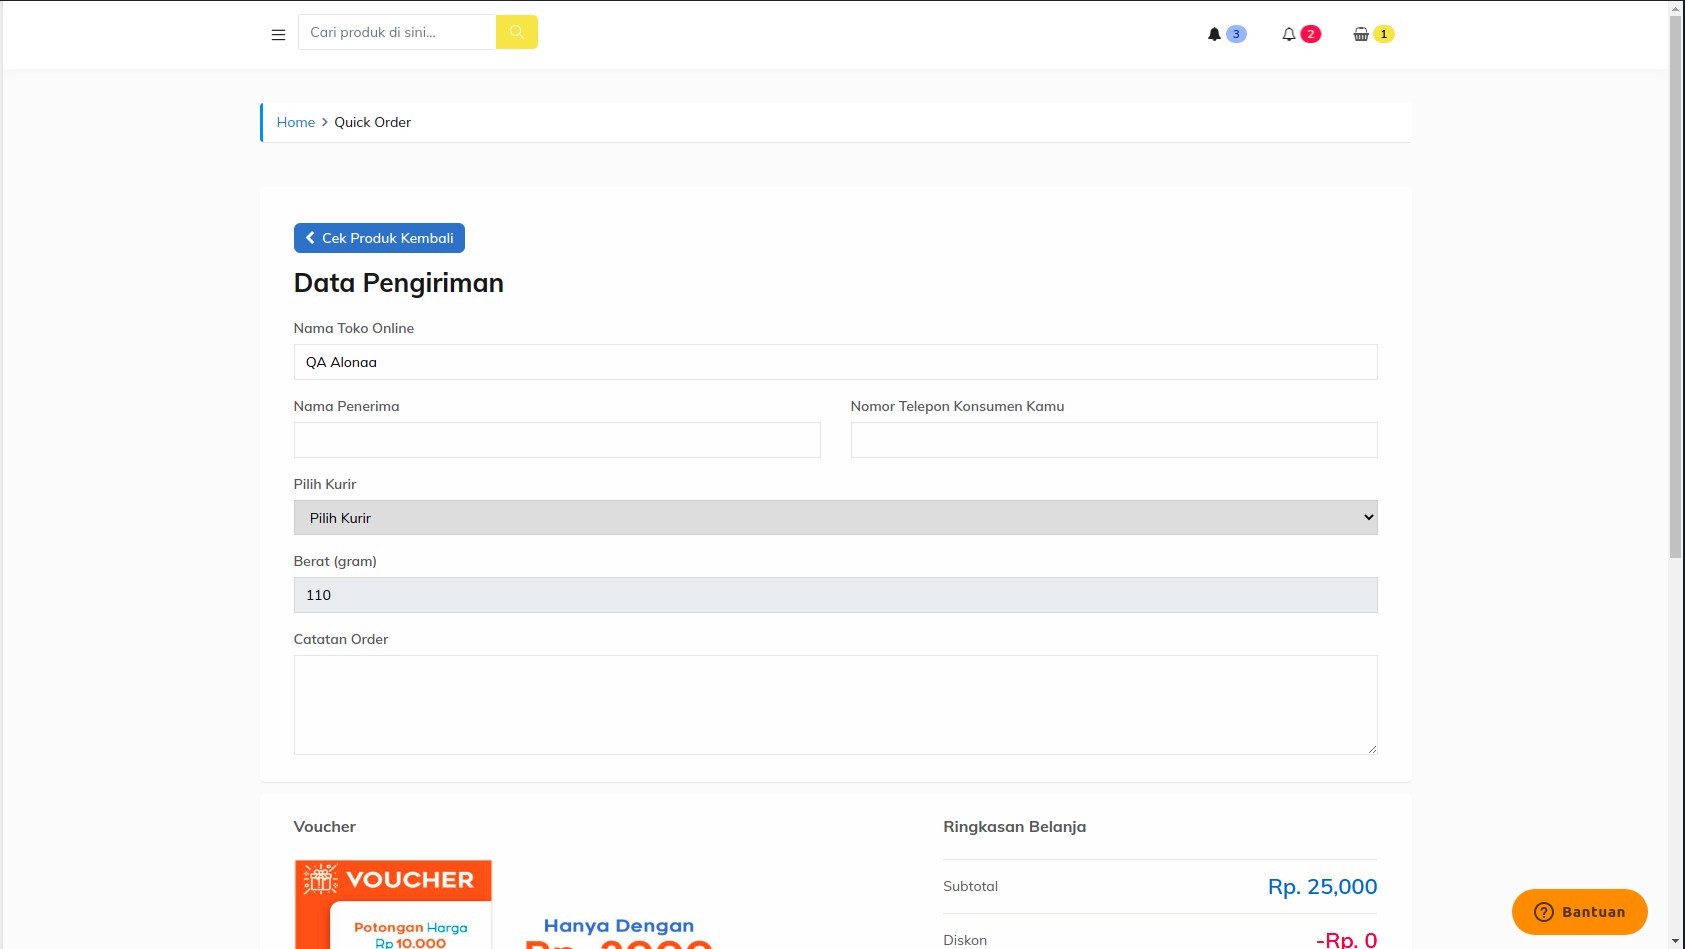 Cari produk di sini...
3
2
1
Home > Quick Order
Cek Produk Kembali
Data Pengiriman
Nama Toko Online
QA Alonaa
Nama Penerima
Nomor Telepon Konsumen Kamu
Pilih Kurir
Pilih Kurir
Berat (gram)
110
Catatan Order
Voucher
VOUCHER
Potongan Harga
Rp 10.000
Hanya Dengan
Ringkasan Belanja
Subtotal
Rp. 25,000
Diskon
-Rp. 0
Bantuan